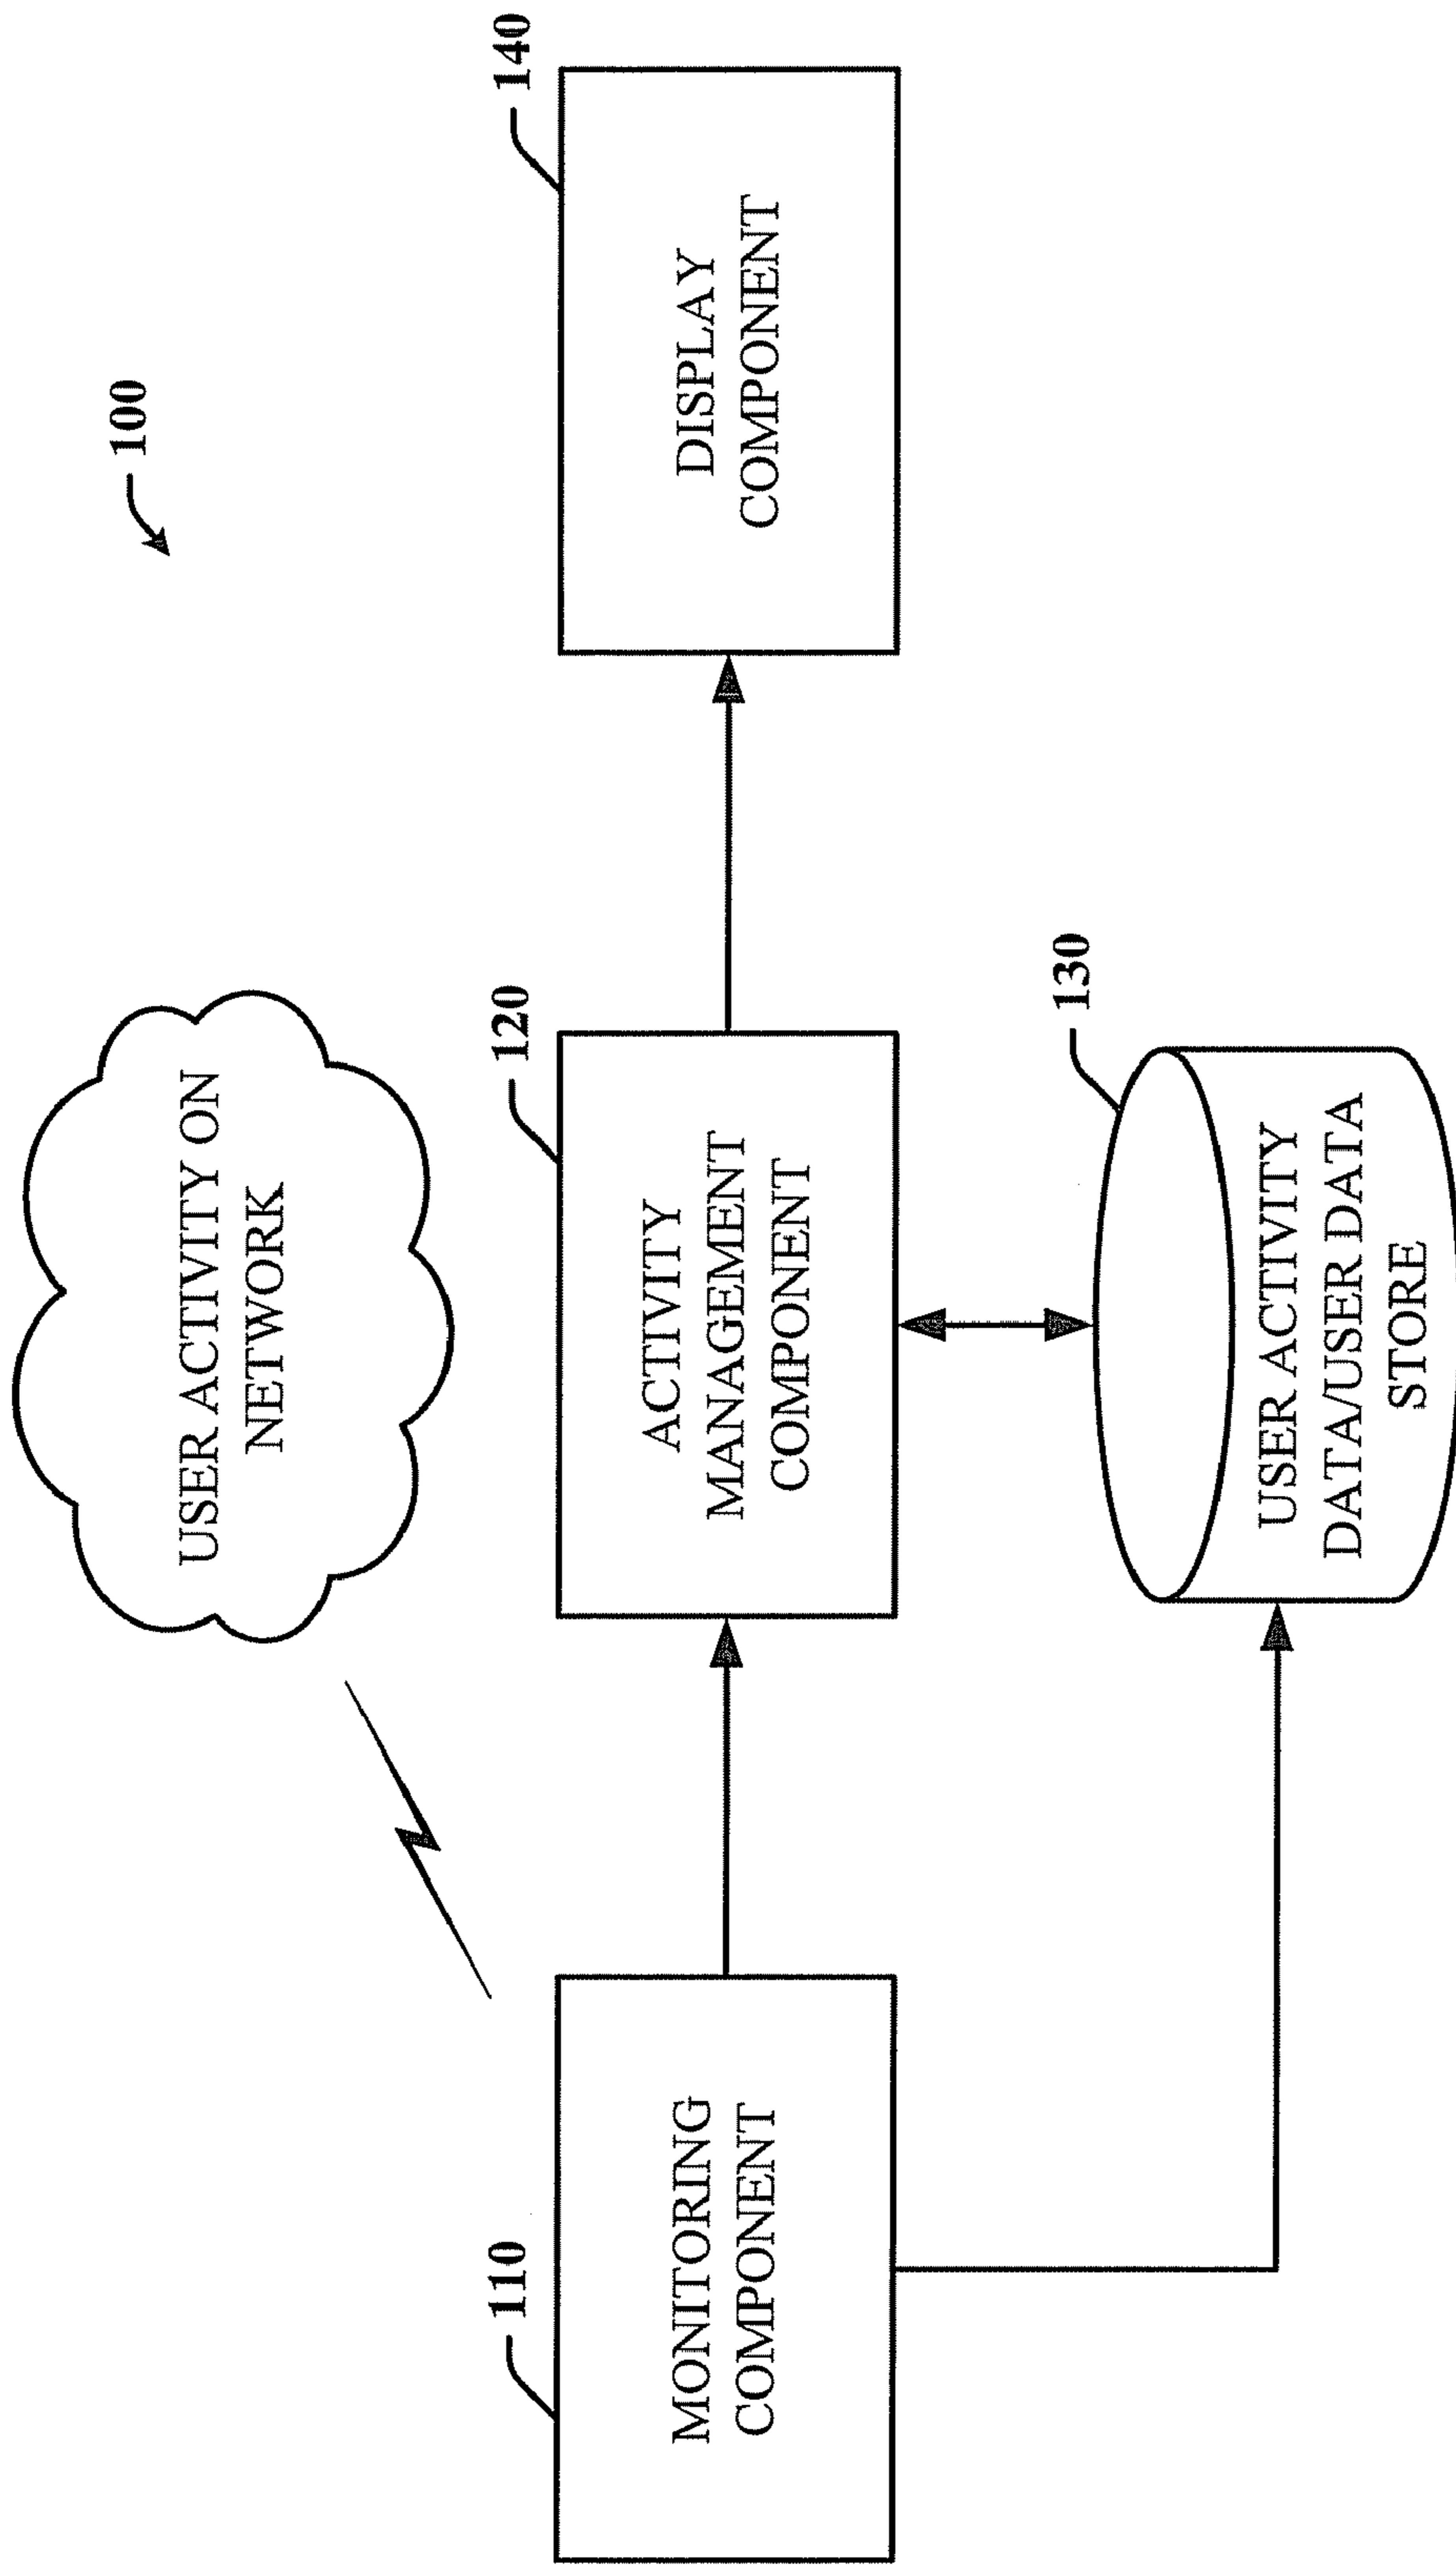 100
USER ACTIVITY ON
NETWORK
110
MONITORING
COMPONENT
120
ACTIVITY
MANAGEMENT
COMPONENT
140
DISPLAY
COMPONENT
130
USER ACTIVITY
DATA/USER DATA
STORE